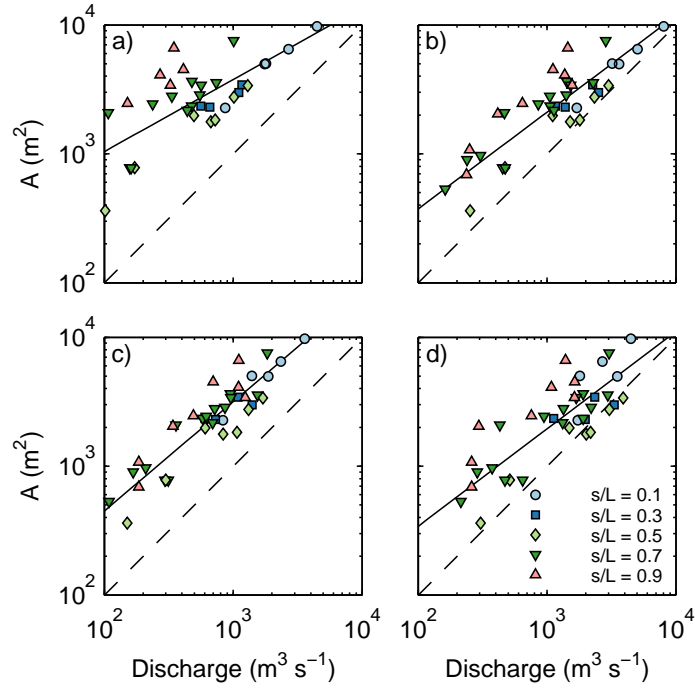 a)
b)
10^4
10^3
10^2
A (m^2)
c)
d)
10^4
10^3
10^2
A (m^2)
s/L = 0.1
s/L = 0.3
s/L = 0.5
s/L = 0.7
s/L = 0.9
10^2 10^3 10^4 10^2 10^3 10^4
Discharge (m^3 s^−1) Discharge (m^3 s^−1)